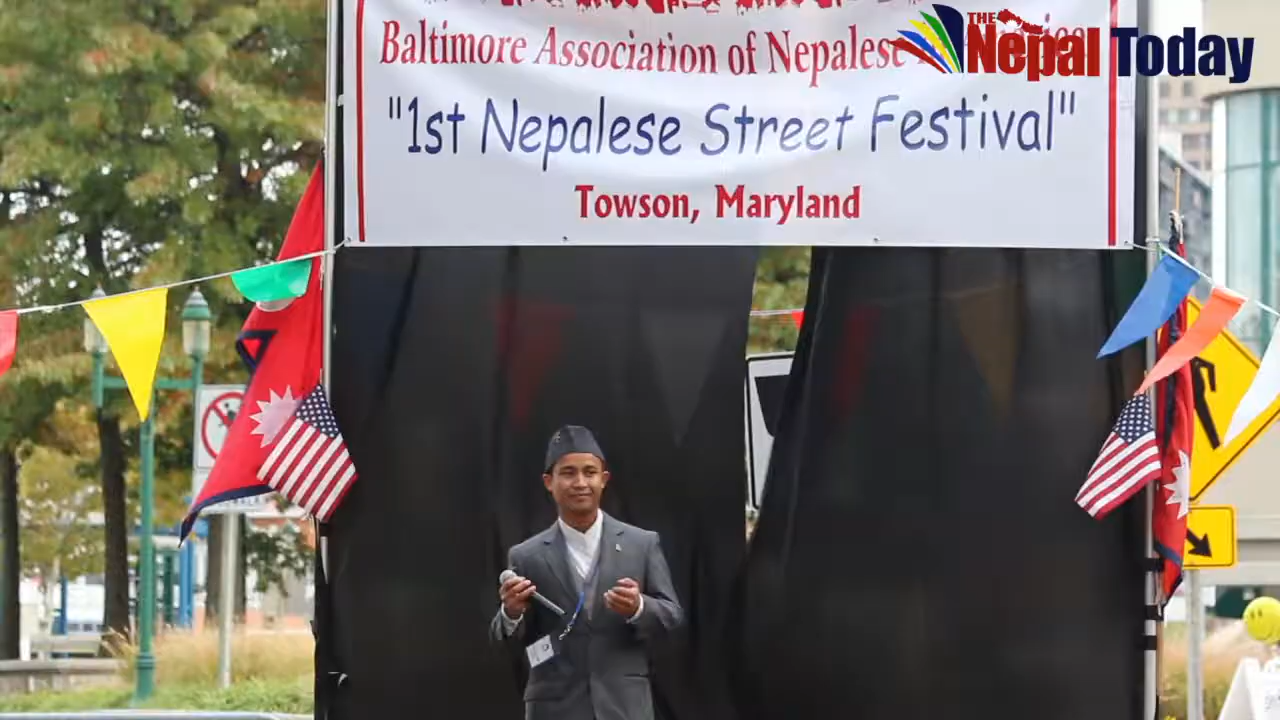 THE
Nepal Today
Baltimore Association of Nepalese
"1st Nepalese Street Festival"
Towson, Maryland